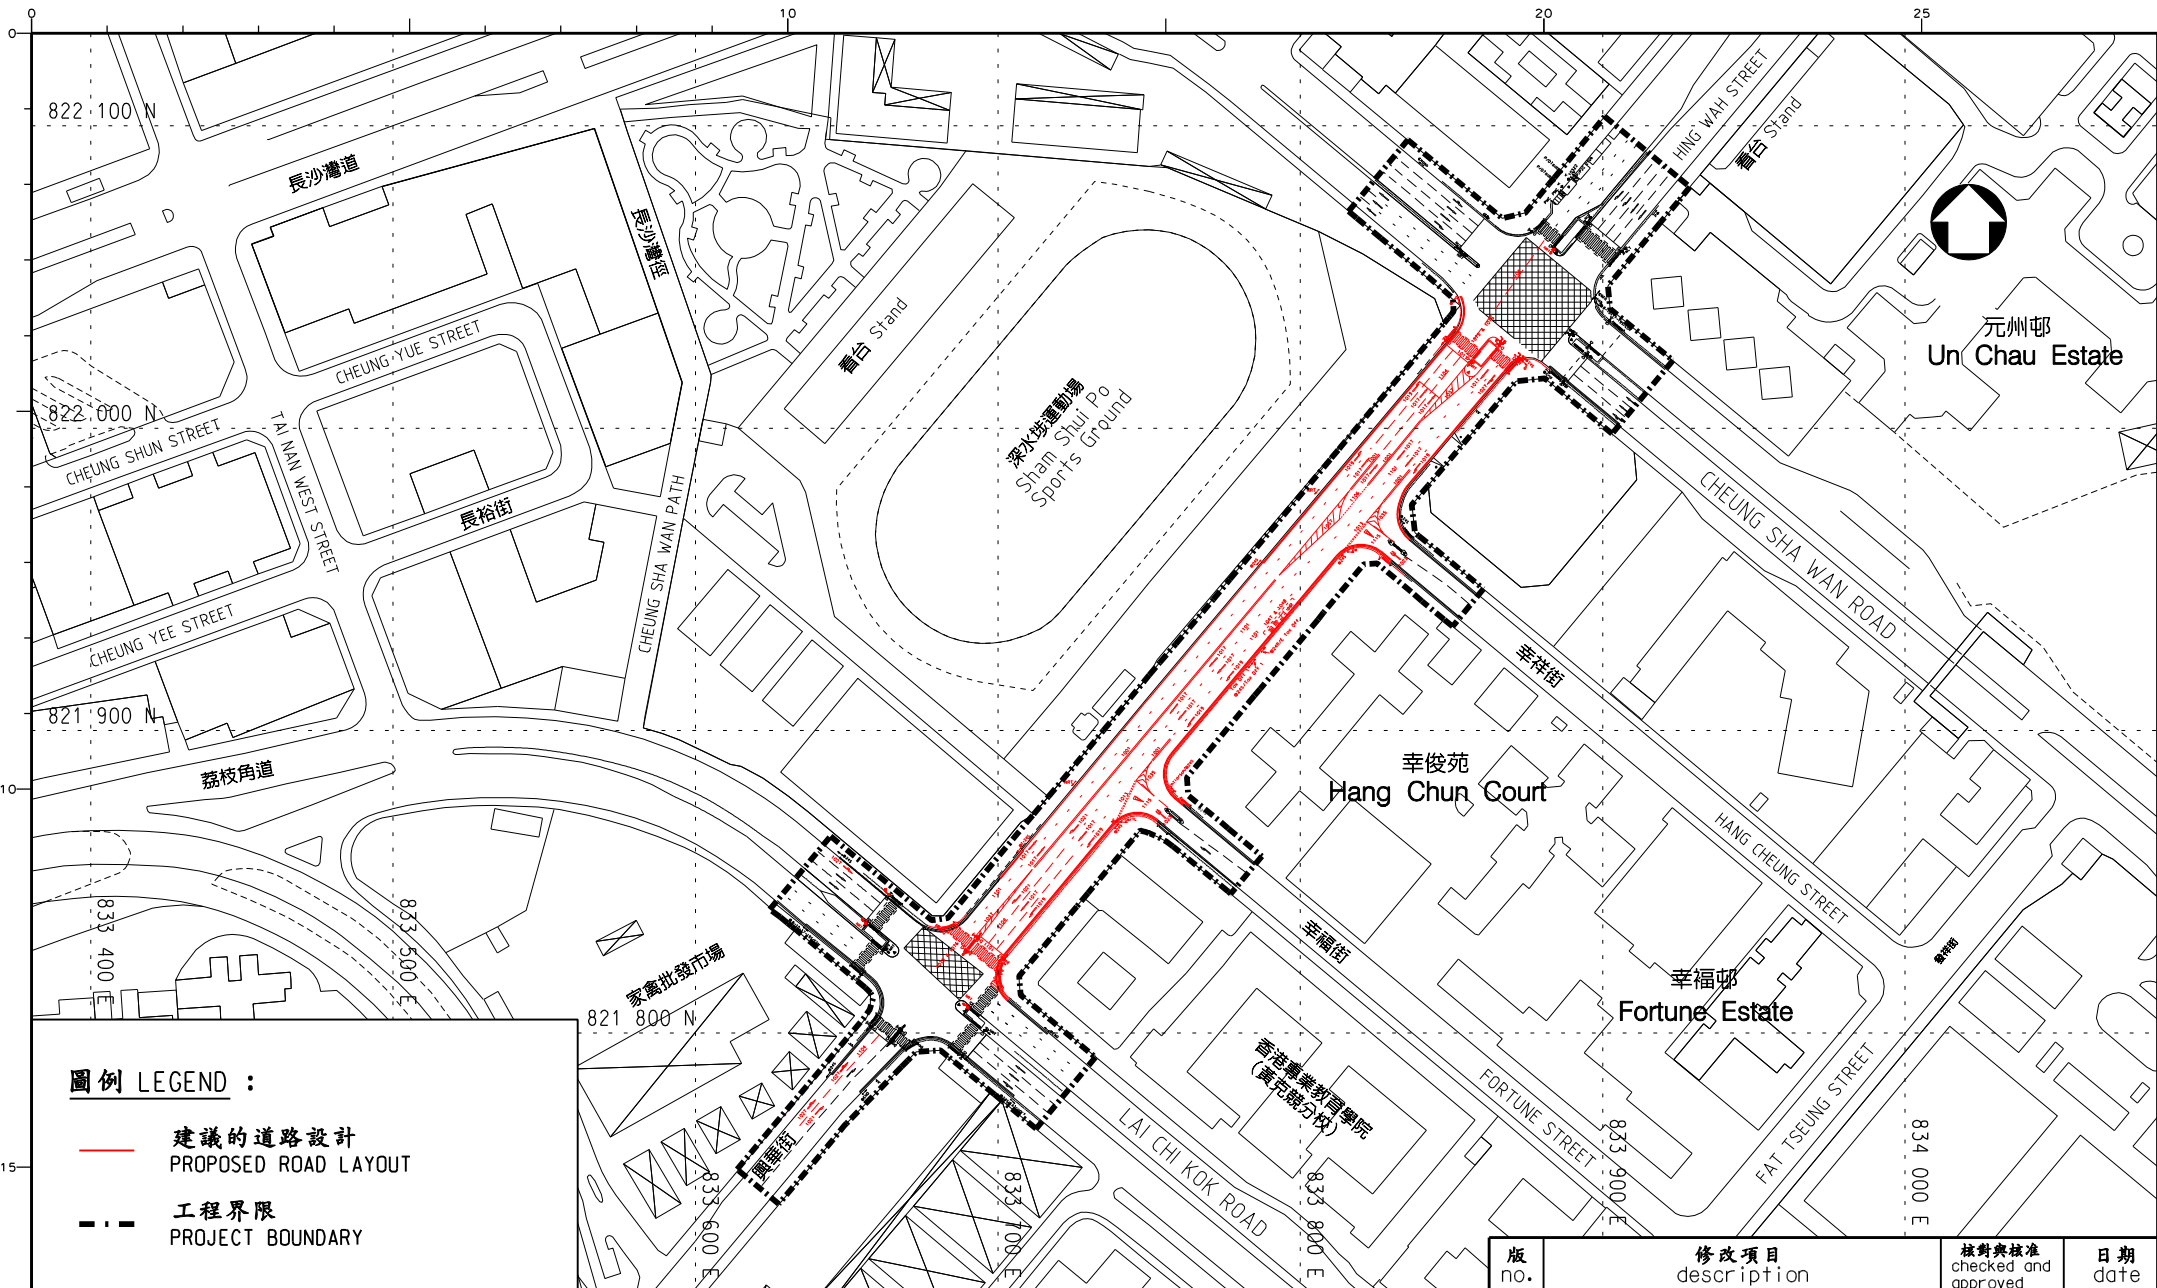 0
10
20
25
0
822 100 N
長沙灣道
長沙灣徑
HING WAH STREET
看台 Stand
看台 Stand
CHEUNG YUE STREET
元州邨
Un Chau Estate
822 000 N
CHEUNG SHUN STREET
TAI NAN WEST STREET
深水埗運動場
Sham Shui Po
Sports Ground
長裕街
CHEUNG SHA WAN PATH
CHEUNG SHA WAN ROAD
CHEUNG YEE STREET
幸祥街
821 900 N
荔枝角道
10
幸俊苑
Hang Chun Court
HANG CHEUNG STREET
833 400 E
833 500 E
家禽批發市場
幸福街
發祥街
幸福邨
Fortune Estate
821 800 N
香港專業教育學院
(黃克競分校)
FORTUNE STREET
FAT TSEUNG STREET
LAI CHI KOK ROAD
興華街
15
833 600 E
833 700 E
833 800 E
833 900 E
834 000 E
圖例 LEGEND :
建議的道路設計
PROPOSED ROAD LAYOUT
工程界限
PROJECT BOUNDARY
版
no.
修改項目
description
核對與核准
checked and
approved
日期
date